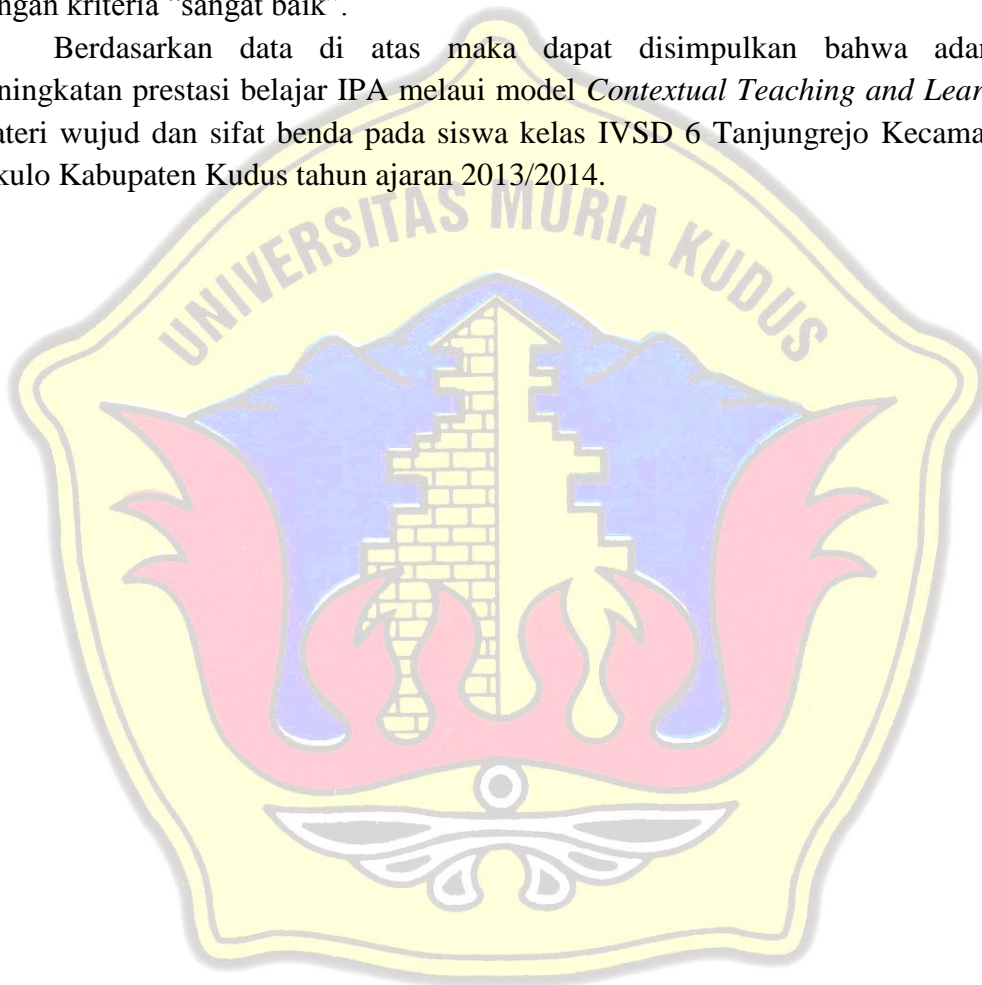 ngan kriteria "sangat baik".
Berdasarkan data di atas maka dapat disimpulkan bahwa adar
ningkatan prestasi belajar IPA melaui model Contextual Teaching and Lear
ateri wujud dan sifat benda pada siswa kelas IVSD 6 Tanjungrejo Kecama
kulo Kabupaten Kudus tahun ajaran 2013/2014.
UNIVERSITAS MURIA KUDUS